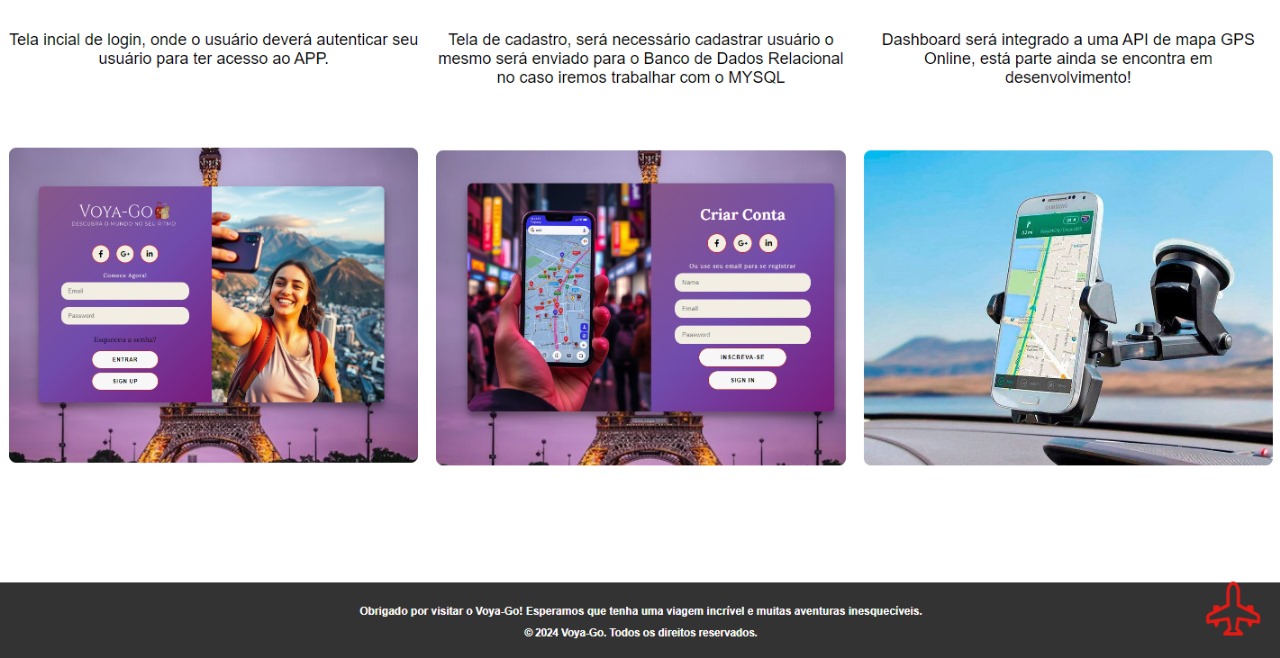 Tela incial de login, onde o usuário deverá autenticar seu
usuário para ter acesso ao APP.
Tela de cadastro, será necessário cadastrar usuário o
mesmo será enviado para o Banco de Dados Relacional
no caso iremos trabalhar com o MYSQL
Dashboard será integrado a uma API de mapa GPS
Online, está parte ainda se encontra em
desenvolvimento!
VOYA-GO
DESCUBRA O MUNDO NO SEU RITMO
f G+ in
Comece Agora!
Email
Password
Esqueceu a senha?
ENTRAR
SIGN UP
Criar Conta
f G+ in
Ou use seu email para se registrar
Name
Email
Password
INSCREVA-SE
SIGN IN
SAMSUNG
Obrigado por visitar o Voya-Go! Esperamos que tenha uma viagem incrível e muitas aventuras inesquecíveis.
© 2024 Voya-Go. Todos os direitos reservados.